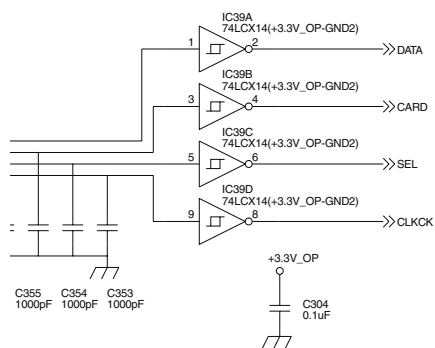 IC39A
74LCX14(+3.3V_OP-GND2)
1
2
DATA
IC39B
74LCX14(+3.3V_OP-GND2)
3
4
CARD
IC39C
74LCX14(+3.3V_OP-GND2)
5
6
SEL
IC39D
74LCX14(+3.3V_OP-GND2)
9
8
CLKCK
+3.3V_OP
C355 C354 C353
1000pF 1000pF 1000pF
C304
0.1uF